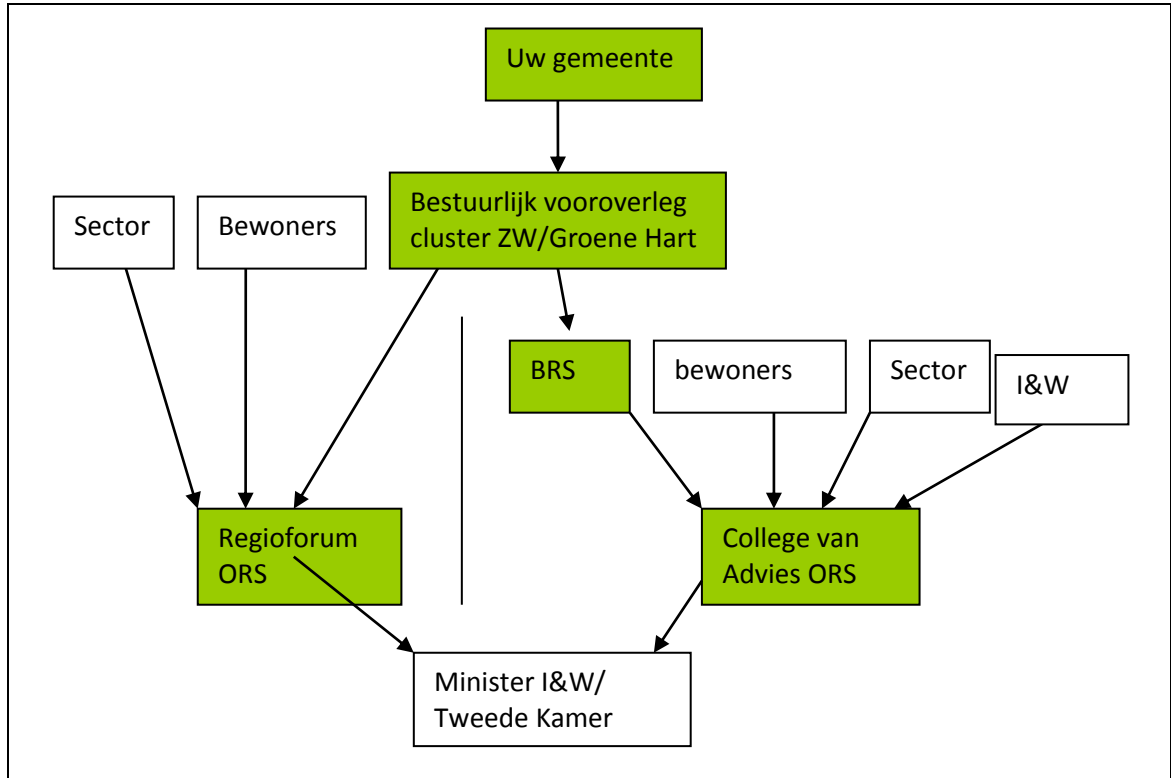 Uw gemeente
Bestuurlijk vooroverleg
cluster ZW/Groene Hart
Sector
Bewoners
BRS
bewoners
Sector
I&W
Regioforum
ORS
College van
Advies ORS
Minister I&W/
Tweede Kamer